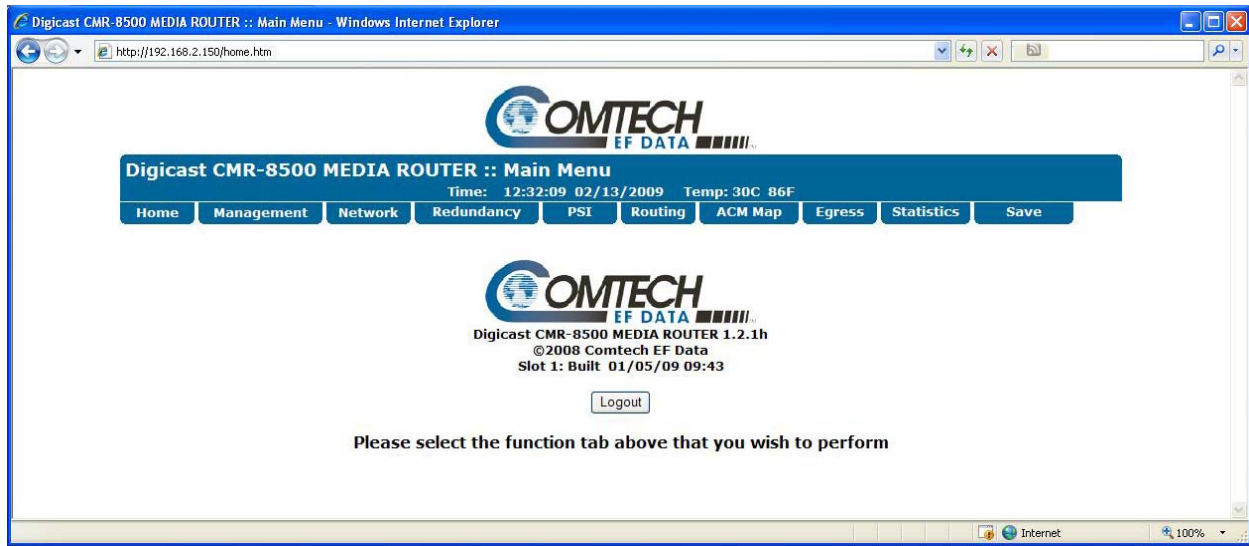 Digicast CMR-8500 MEDIA ROUTER :: Main Menu - Windows Internet Explorer
http://192.168.2.150/home.htm
COMTECH
EF DATA
Digicast CMR-8500 MEDIA ROUTER :: Main Menu
Time: 12:32:09 02/13/2009 Temp: 30C 86F
Home Management Network Redundancy PSI Routing ACM Map Egress Statistics Save
COMTECH
EF DATA
Digicast CMR-8500 MEDIA ROUTER 1.2.1h
©2008 Comtech EF Data
Slot 1: Built 01/05/09 09:43
Logout
Please select the function tab above that you wish to perform
Internet 100%